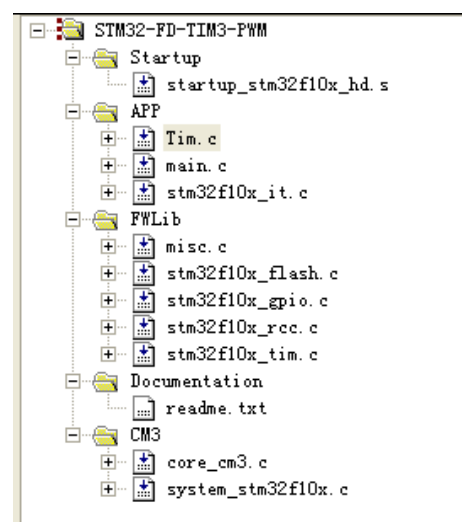 STM32-FD-TIM3-PWM
Startup
startup_stm32f10x_hd.s
APP
Tim.c
main.c
stm32f10x_it.c
FWLib
misc.c
stm32f10x_flash.c
stm32f10x_gpio.c
stm32f10x_rcc.c
stm32f10x_tim.c
Documentation
readme.txt
CM3
core_cm3.c
system_stm32f10x.c